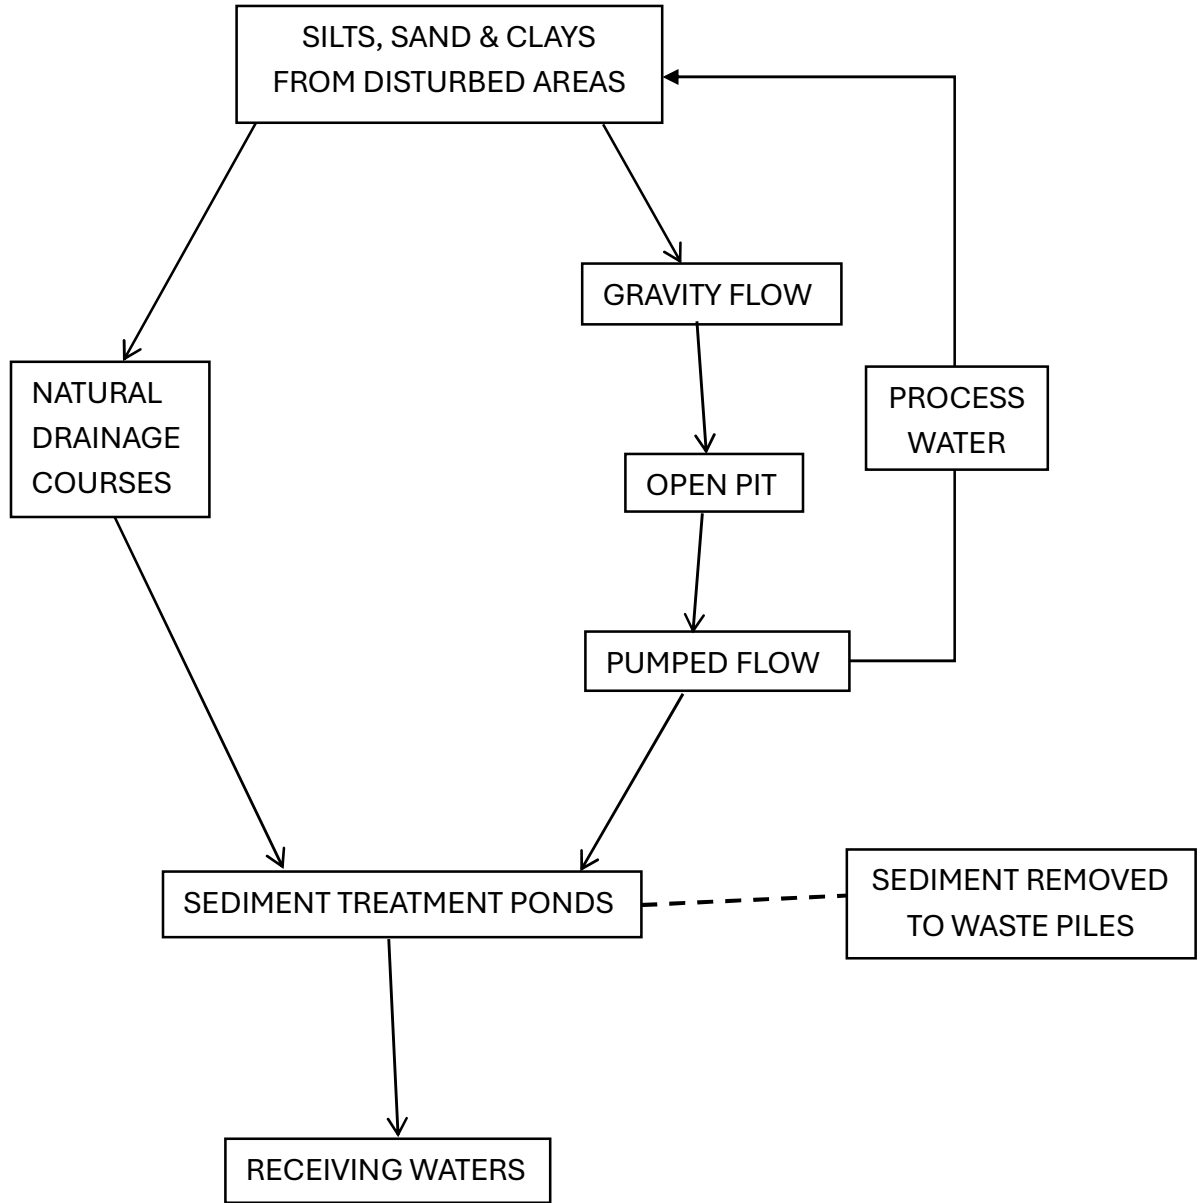 SILTS, SAND & CLAYS
FROM DISTURBED AREAS
GRAVITY FLOW
NATURAL
DRAINAGE
COURSES
PROCESS
WATER
OPEN PIT
PUMPED FLOW
SEDIMENT TREATMENT PONDS
SEDIMENT REMOVED
TO WASTE PILES
RECEIVING WATERS